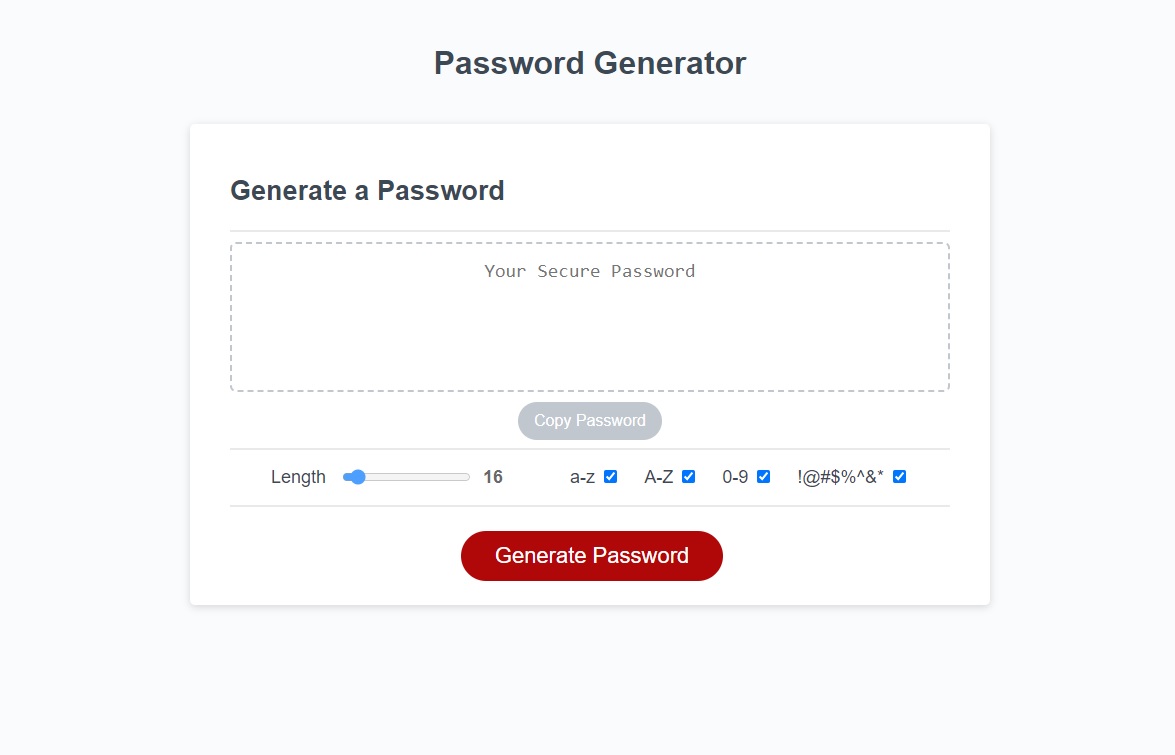 Password Generator
Generate a Password
Your Secure Password
Copy Password
Length 16 a-z A-Z 0-9 !@#$%^&*
Generate Password